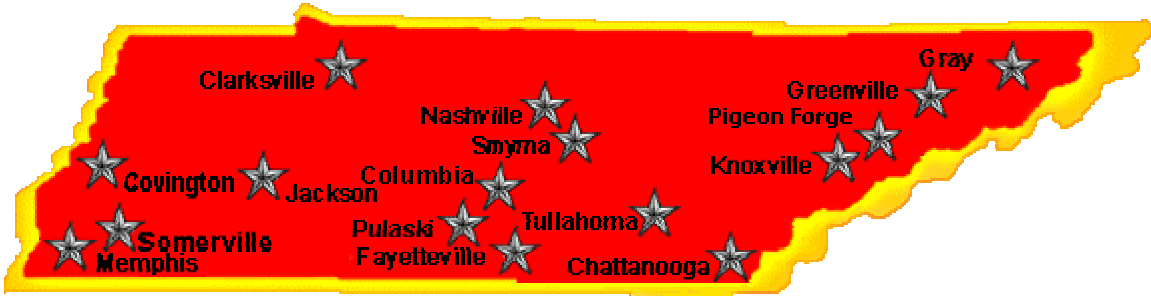 Gray
Clarksville
Greenville
Nashville
Pigeon Forge
Smyrna
Knoxville
Columbia
Covington
Jackson
Tullahoma
Pulaski
Somerville
Fayetteville
Memphis
Chattanooga